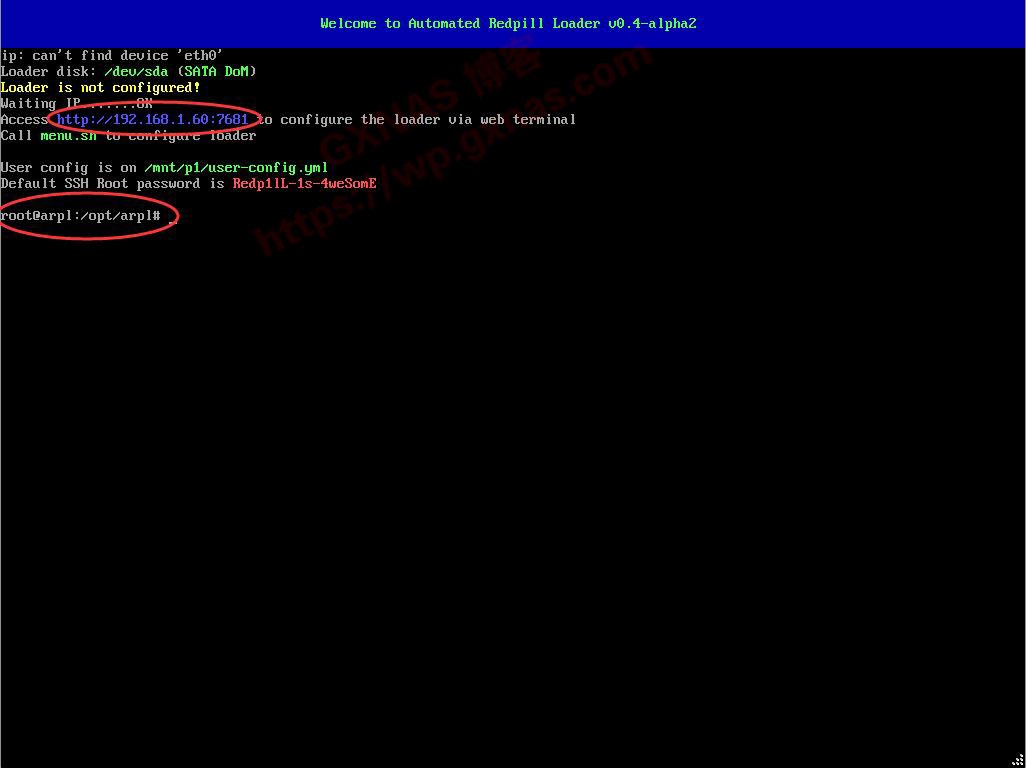 Welcome to Automated Redpill Loader v0.4-alpha2
ip: can't find device 'eth0'
Loader disk: /dev/sda (SATA DoM)
Loader is not configured!
Waiting IP.......OK
Access http://192.168.1.60:7681 to configure the loader via web terminal
Call menu.sh to configure loader
User config is on /mnt/p1/user-config.yml
Default SSH Root password is Redp1lL-1s-4weSomE
root@arpl:/opt/arpl# _
GXNAS 博客
https://wp.gxnas.com